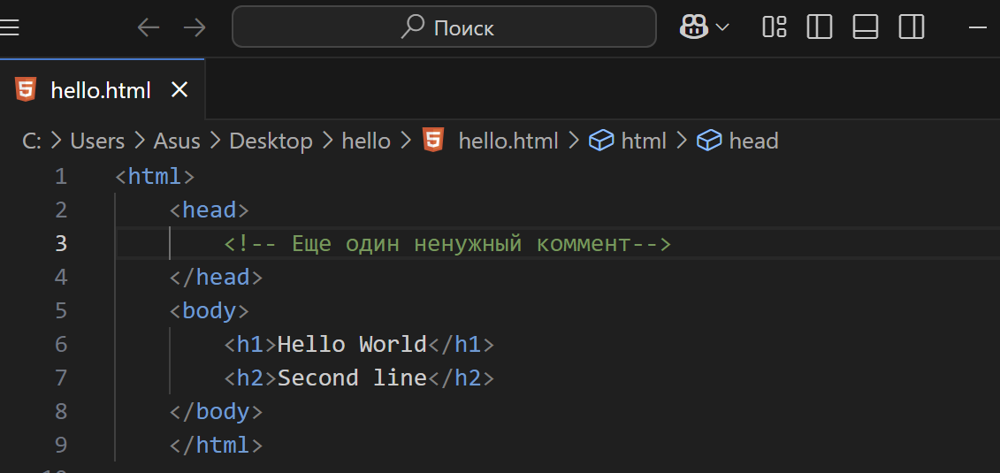 Поиск
hello.html
C: > Users > Asus > Desktop > hello > hello.html > html > head
1 <html>
2 <head>
3 <!-- Еще один ненужный коммент-->
4 </head>
5 <body>
6 <h1>Hello World</h1>
7 <h2>Second line</h2>
8 </body>
9 </html>
10